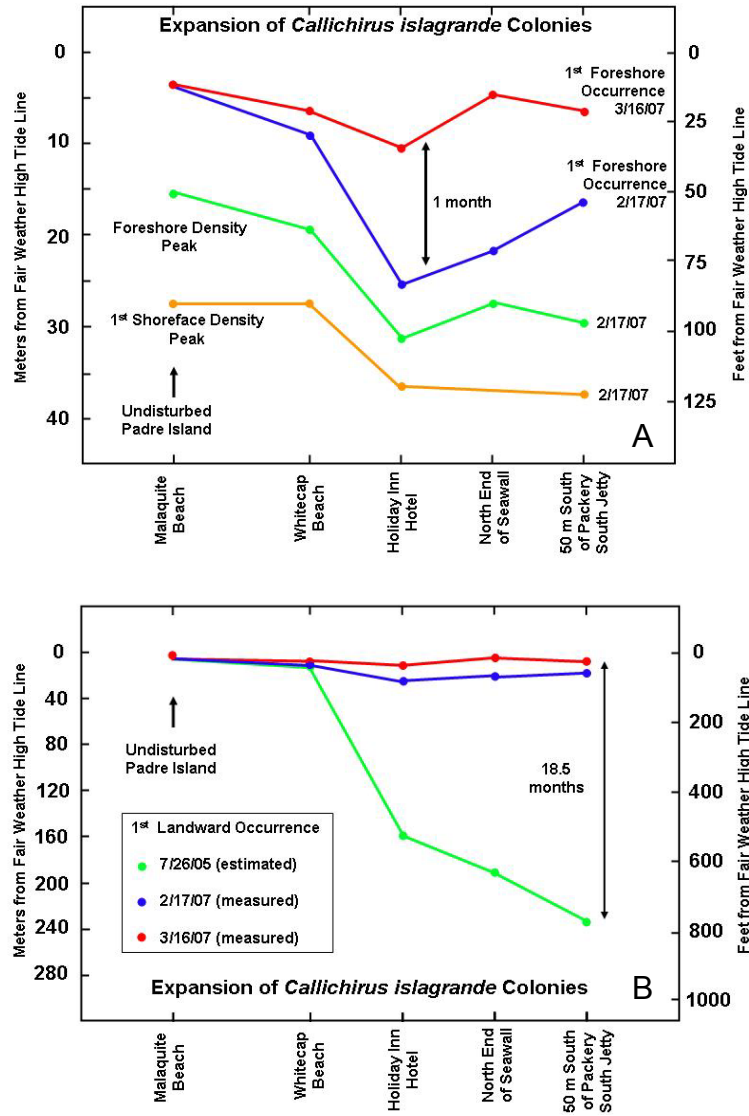 Expansion of Callichirus islagrande Colonies
0
10
20
30
40
Meters from Fair Weather High Tide Line
0
25
50
75
100
125
Feet from Fair Weather High Tide Line
1st Foreshore
Occurrence
3/16/07
1st Foreshore
Occurrence
2/17/07
1 month
Foreshore Density
Peak
2/17/07
1st Shoreface Density
Peak
2/17/07
Undisturbed
Padre Island
A
Malaquite
Beach
Whitecap
Beach
Holiday Inn
Hotel
North End
of Seawall
50 m South
of Packery
South Jetty
0
40
80
120
160
200
240
280
Meters from Fair Weather High Tide Line
0
200
400
600
800
1000
Feet from Fair Weather High Tide Line
Undisturbed
Padre Island
18.5
months
1st Landward Occurrence
7/26/05 (estimated)
2/17/07 (measured)
3/16/07 (measured)
Expansion of Callichirus islagrande Colonies
B
Malaquite
Beach
Whitecap
Beach
Holiday Inn
Hotel
North End
of Seawall
50 m South
of Packery
South Jetty